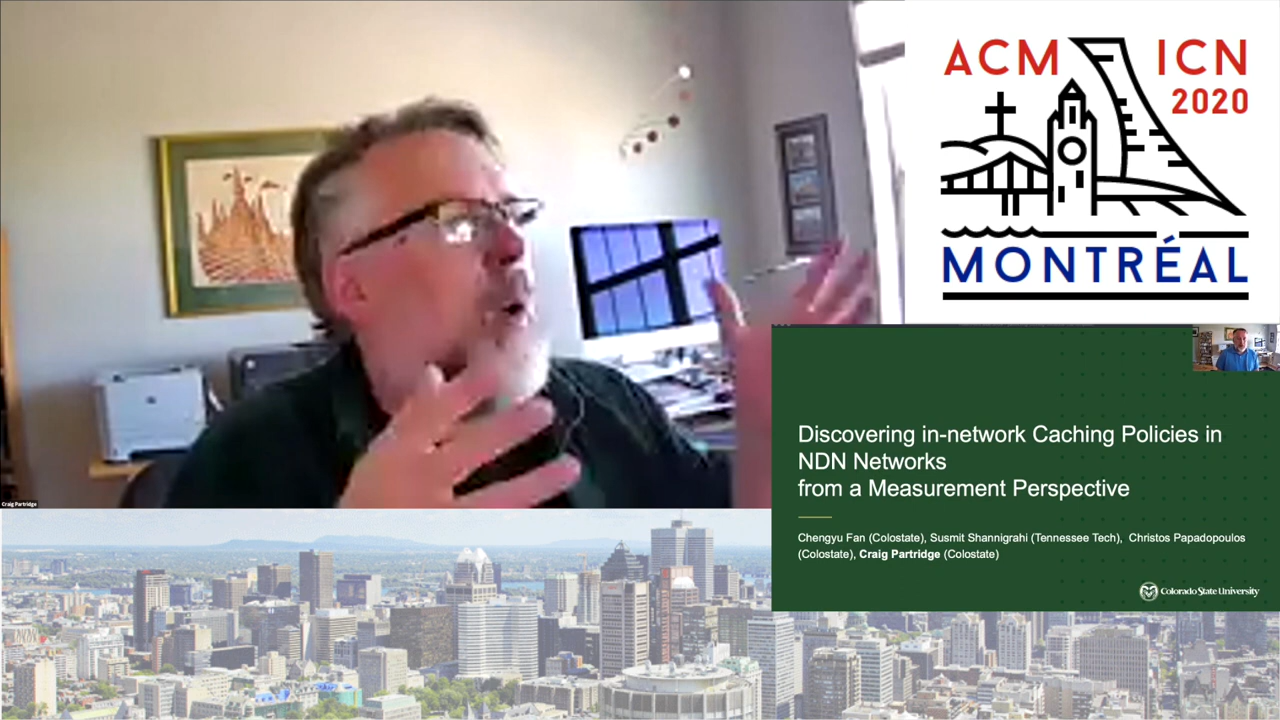 ACM ICN
2020
MONTRÉAL
Discovering in-network Caching Policies in
NDN Networks
from a Measurement Perspective
Chengyu Fan (Colostate), Susmit Shannigrahi (Tennessee Tech), Christos Papadopoulos
(Colostate), Craig Partridge (Colostate)
Colorado State University
Craig Partridge